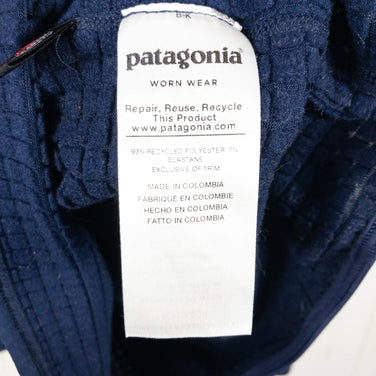 B-K
patagonia®
WORN WEAR
Repair, Reuse, Recycle
This Product
www.patagonia.com
93% RECYCLED POLYESTER 7%
ELASTANE
EXCLUSIVE OF TRIM
MADE IN COLOMBIA
FABRIQUÉ EN COLOMBIE
HECHO EN COLOMBIA
FATTO IN COLOMBIA